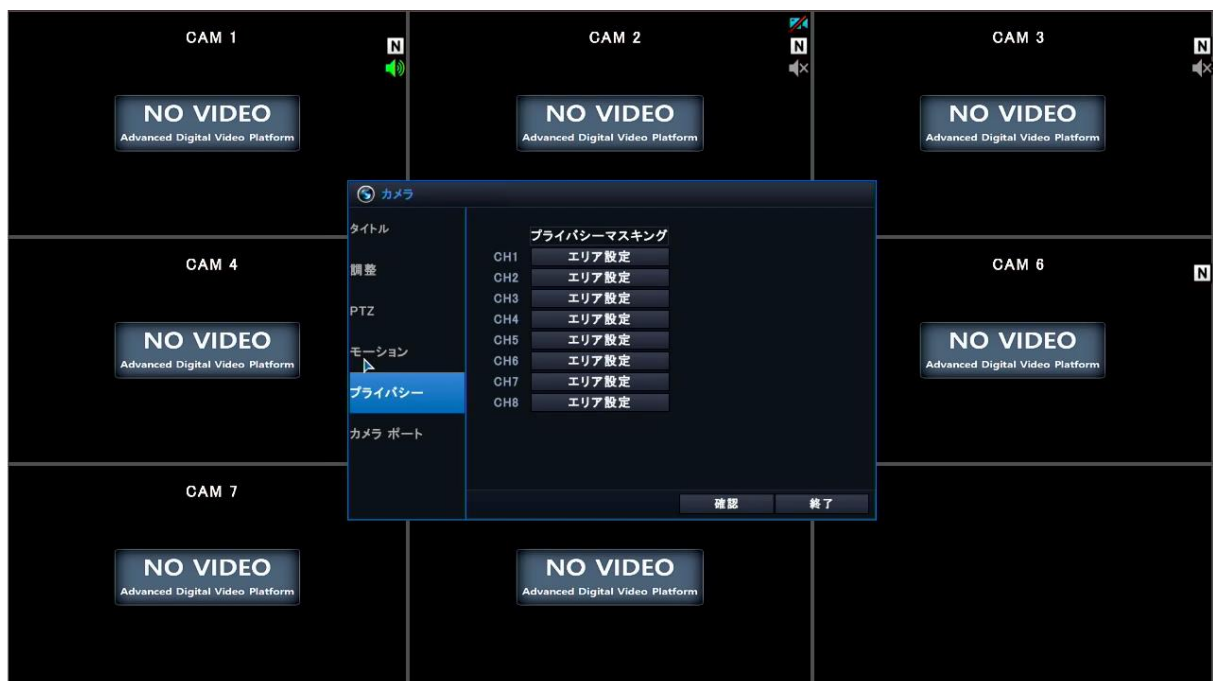 CAM 1
N
NO VIDEO
Advanced Digital Video Platform
CAM 2
N
NO VIDEO
Advanced Digital Video Platform
CAM 3
N
NO VIDEO
Advanced Digital Video Platform
カメラ
タイトル
調整
PTZ
モーション
プライバシー
カメラ ポート
プライバシーマスキング
CH1 エリア設定
CH2 エリア設定
CH3 エリア設定
CH4 エリア設定
CH5 エリア設定
CH6 エリア設定
CH7 エリア設定
CH8 エリア設定
確認 終了
CAM 4
NO VIDEO
Advanced Digital Video Platform
CAM 6
N
NO VIDEO
Advanced Digital Video Platform
CAM 7
NO VIDEO
Advanced Digital Video Platform
NO VIDEO
Advanced Digital Video Platform